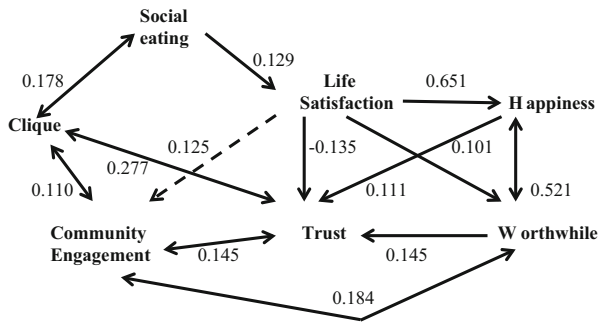 Social
eating
0.178
0.129
Life
Satisfaction
0.651
H appiness
Clique
0.125
-0.135
0.101
0.277
0.110
0.111
0.521
Community
Engagement
Trust
W orthwhile
0.145
0.145
0.184